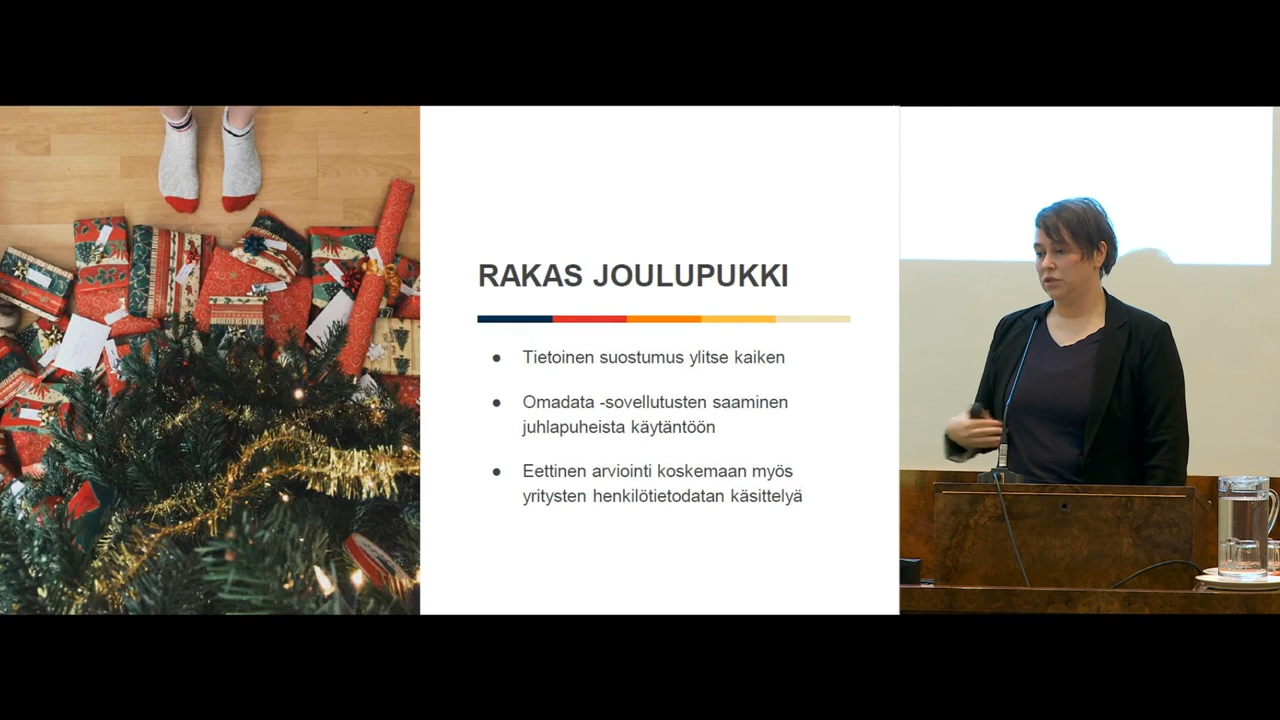 RAKAS JOULUPUKKI
● Tietoinen suostumus ylitse kaiken
● Omadata -sovellutusten saaminen
juhlapuheista käytäntöön
● Eettinen arviointi koskemaan myös
yritysten henkilötietodatan käsittelyä